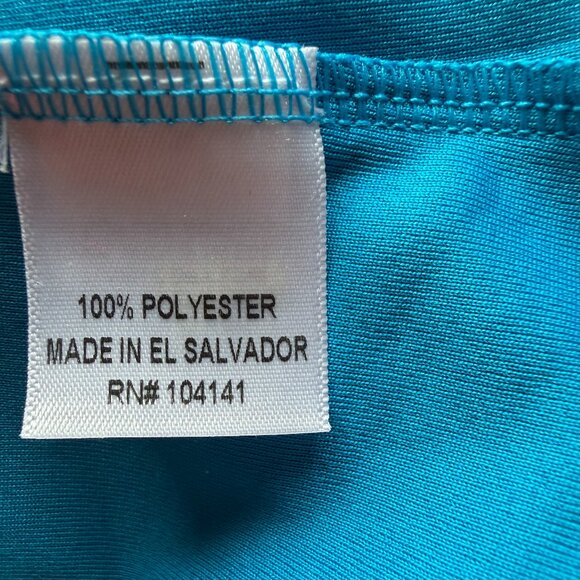 100% POLYESTER
MADE IN EL SALVADOR
RN# 104141